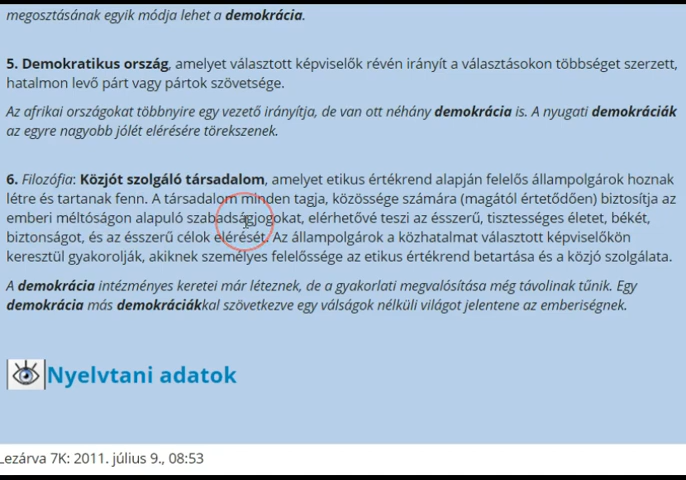 megosztásának egyik módja lehet a demokrácia.
5. Demokratikus ország, amelyet választott képviselők révén irányít a választásokon többséget szerzett,
hatalmon levő párt vagy pártok szövetsége.
Az afrikai országokat többnyire egy vezető irányítja, de van ott néhány demokrácia is. A nyugati demokráciák
az egyre nagyobb jólét elérésére törekszenek.
6. Filozófia: Közjót szolgáló társadalom, amelyet etikus értékrend alapján felelős állampolgárok hoznak
létre és tartanak fenn. A társadalom minden tagja, közössége számára (magától értetődően) biztosítja az
emberi méltóságon alapuló szabadságjogokat, elérhetővé teszi az ésszerű, tisztességes életet, békét,
biztonságot, és az ésszerű célok elérését. Az állampolgárok a közhatalmat választott képviselőkön
keresztül gyakorolják, akiknek személyes felelőssége az etikus értékrend betartása és a közjó szolgálata.
A demokrácia intézményes keretei már léteznek, de a gyakorlati megvalósítása még távolinak tűnik. Egy
demokrácia más demokráciákkal szövetkezve egy válságok nélküli világot jelentene az emberiségnek.
Nyelvtani adatok
Lezárva 7K: 2011. július 9., 08:53